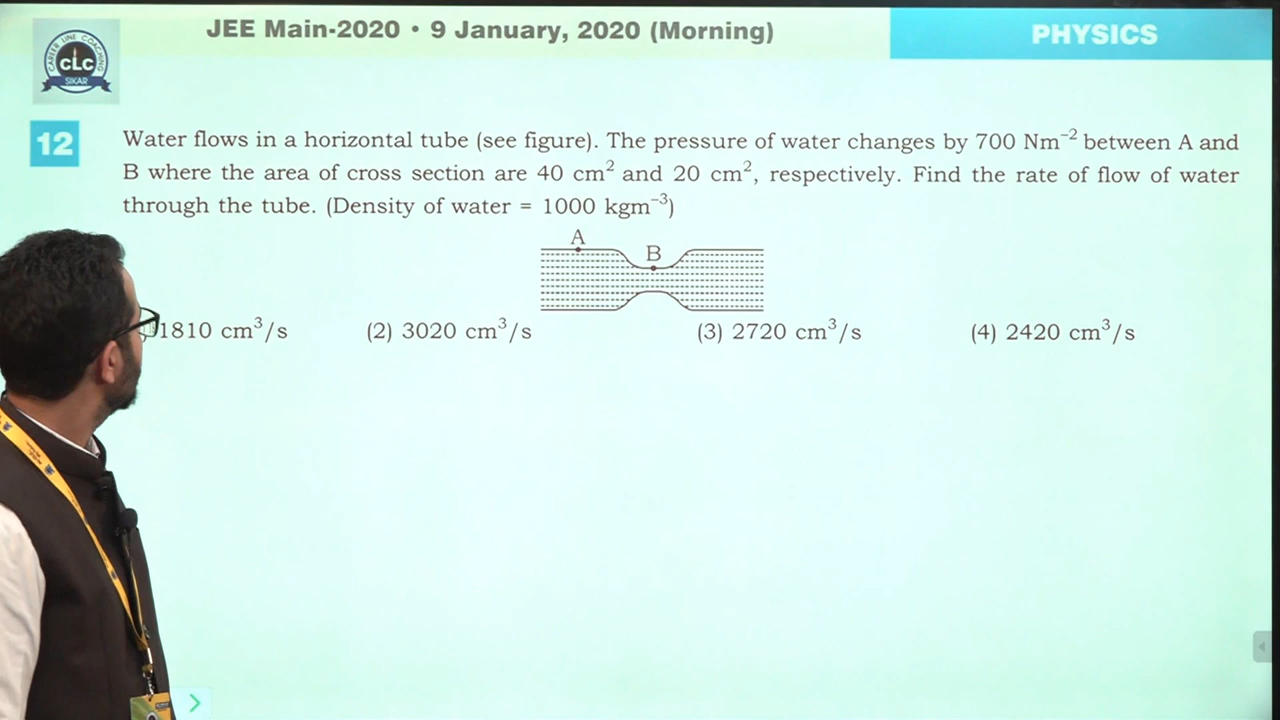 JEE Main-2020 • 9 January, 2020 (Morning)
PHYSICS
CAREER LINE COACHING
CLC
SIKAR
12
Water flows in a horizontal tube (see figure). The pressure of water changes by 700 Nm⁻² between A and
B where the area of cross section are 40 cm² and 20 cm², respectively. Find the rate of flow of water
through the tube. (Density of water = 1000 kgm⁻³)
A
B
1810 cm³/s (2) 3020 cm³/s (3) 2720 cm³/s (4) 2420 cm³/s